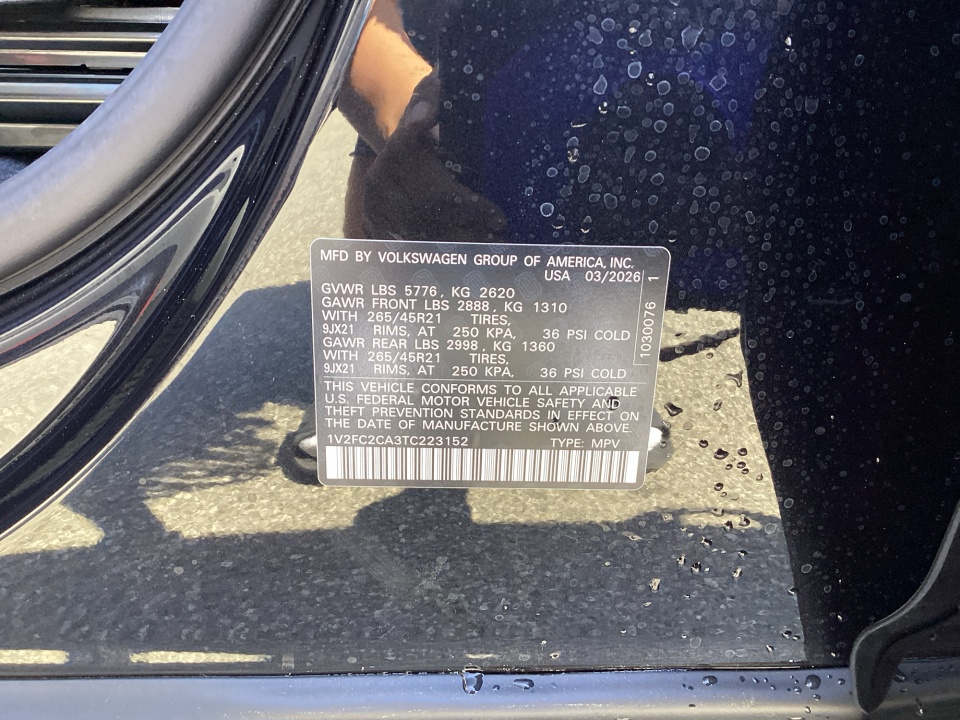 MFD BY VOLKSWAGEN GROUP OF AMERICA, INC.
USA 03/2026
GVWR LBS 5776, KG 2620
GAWR FRONT LBS 2888, KG 1310
WITH 265/45R21 TIRES,
9JX21 RIMS, AT 250 KPA, 36 PSI COLD
GAWR REAR LBS 2998, KG 1360
WITH 265/45R21 TIRES,
9JX21 RIMS, AT 250 KPA, 36 PSI COLD
1030076 1
THIS VEHICLE CONFORMS TO ALL APPLICABLE
U.S. FEDERAL MOTOR VEHICLE SAFETY AND
THEFT PREVENTION STANDARDS IN EFFECT ON
THE DATE OF MANUFACTURE SHOWN ABOVE.
1V2FC2CA3TC223152 TYPE: MPV